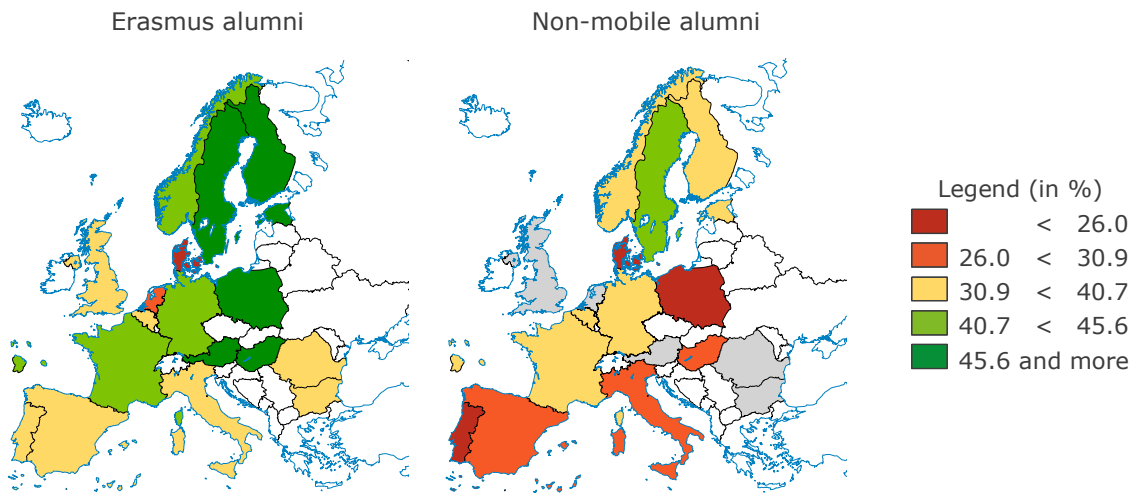 Erasmus alumni
Non-mobile alumni
Legend (in %)
< 26.0
26.0 < 30.9
30.9 < 40.7
40.7 < 45.6
45.6 and more